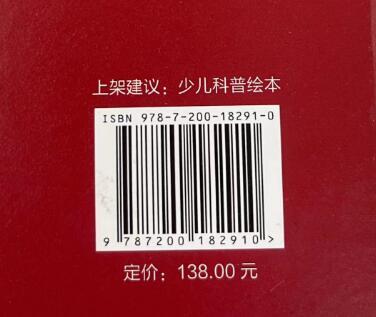 上架建议：少儿科普绘本
ISBN 978-7-200-18291-0
9 787200 182910 >
定价：138.00 元